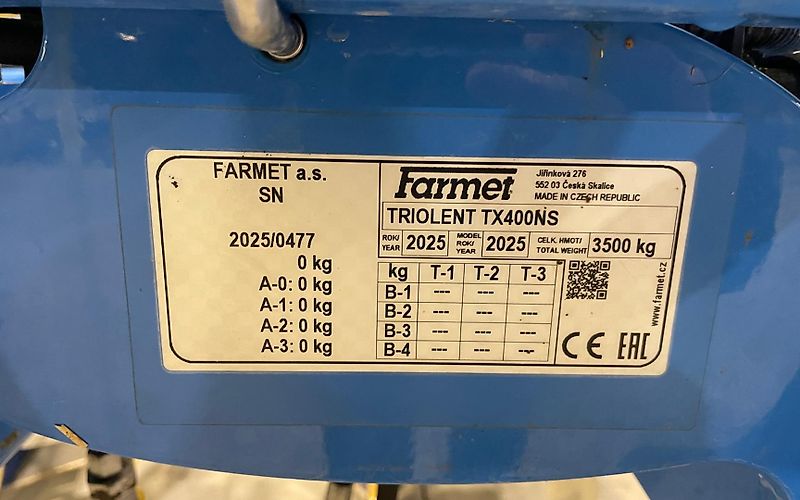 FARMET a.s.
SN
2025/0477
0 kg
A-0: 0 kg
A-1: 0 kg
A-2: 0 kg
A-3: 0 kg
Farmet
Jiřinková 276
552 03 Česká Skalice
MADE IN CZECH REPUBLIC
TRIOLENT TX400NS
ROK/ YEAR 2025 MODEL ROK/ YEAR 2025 CELK. HMOT/ TOTAL WEIGHT 3500 kg
kg T-1 T-2 T-3
B-1 --- --- ---
B-2 --- --- ---
B-3 --- --- ---
B-4 --- --- ---
www.farmet.cz
CE EAC